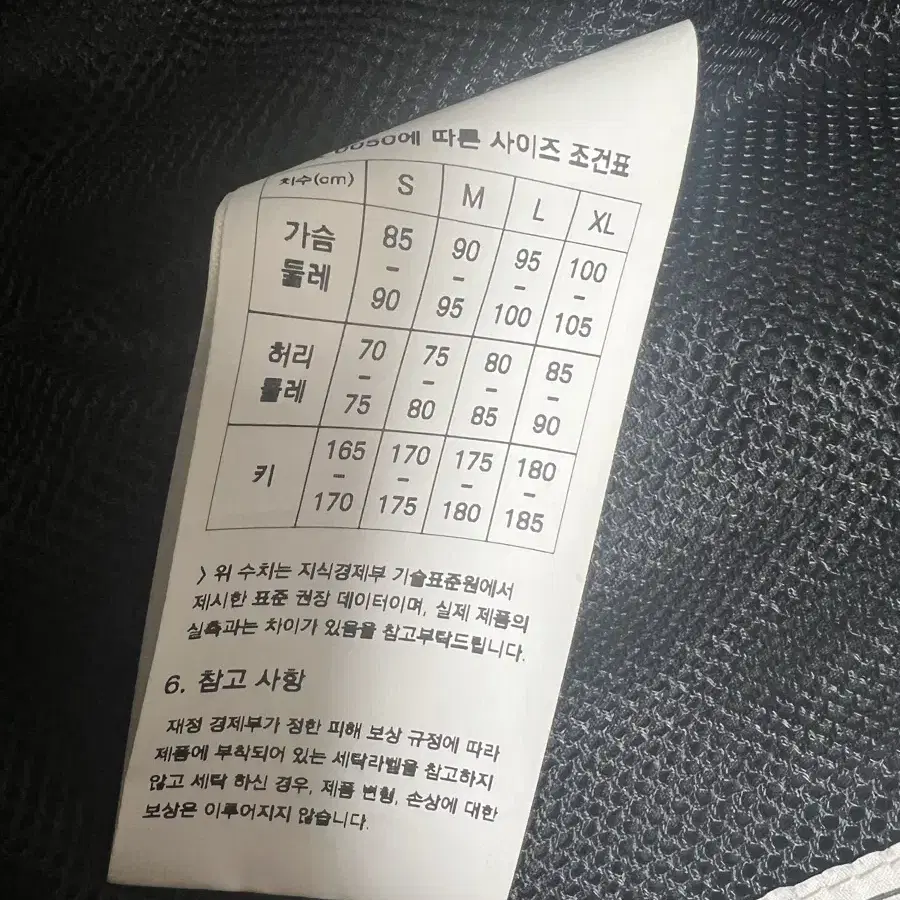 에 따른 사이즈 조건표
치수(cm) S M L XL
가슴 둘레 85 - 90 90 - 95 95 - 100 100 - 105
허리 둘레 70 - 75 75 - 80 80 - 85 85 - 90
키 165 - 170 170 - 175 175 - 180 180 - 185
> 위 수치는 지식경제부 기술표준원에서
제시한 표준 권장 데이터이며, 실제 제품의
실측과는 차이가 있음을 참고부탁드립니다.
6. 참고 사항
재정 경제부가 정한 피해 보상 규정에 따라
제품에 부착되어 있는 세탁라벨을 참고하지
않고 세탁 하신 경우, 제품 변형, 손상에 대한
보상은 이루어지지 않습니다.